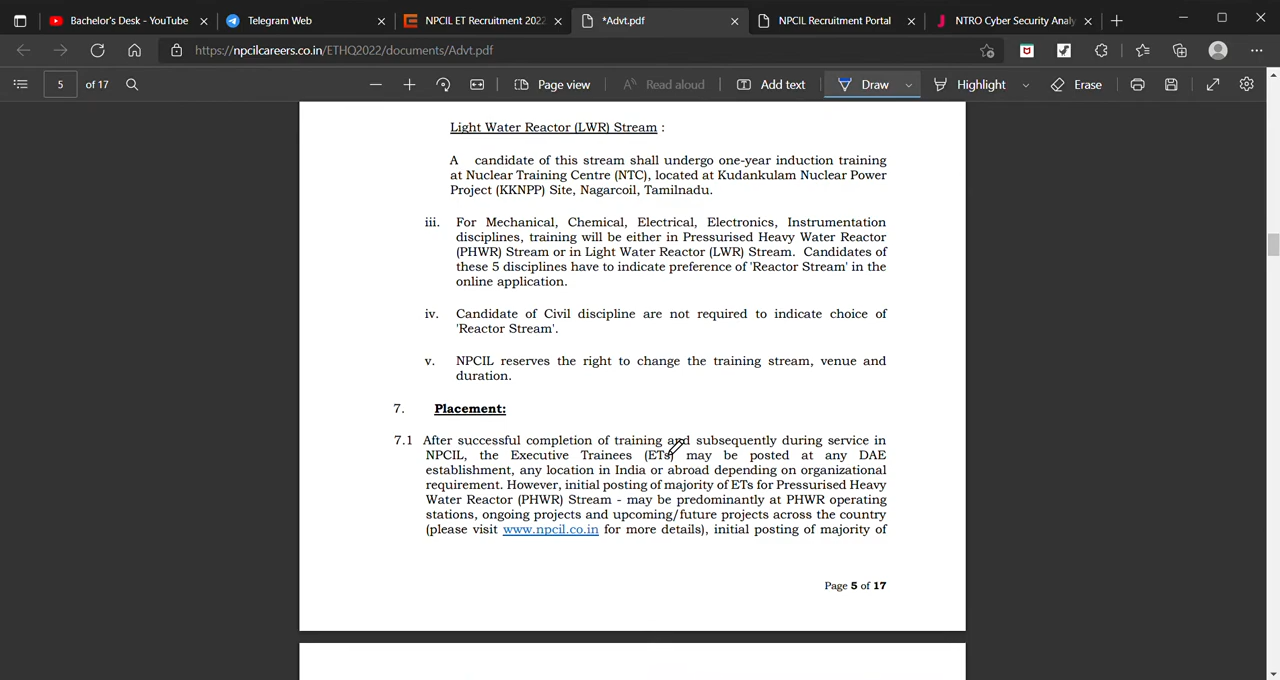 Bachelor's Desk - YouTube
Telegram Web
NPCIL ET Recruitment 2022
*Advt.pdf
NPCIL Recruitment Portal
NTRO Cyber Security Analy
https://npcilcareers.co.in/ETHQ2022/documents/Advt.pdf
5 of 17
Page view
Read aloud
Add text
Draw
Highlight
Erase
Light Water Reactor (LWR) Stream :
A candidate of this stream shall undergo one-year induction training
at Nuclear Training Centre (NTC), located at Kudankulam Nuclear Power
Project (KKNPP) Site, Nagarcoil, Tamilnadu.
iii. For Mechanical, Chemical, Electrical, Electronics, Instrumentation
disciplines, training will be either in Pressurised Heavy Water Reactor
(PHWR) Stream or in Light Water Reactor (LWR) Stream. Candidates of
these 5 disciplines have to indicate preference of 'Reactor Stream' in the
online application.
iv. Candidate of Civil discipline are not required to indicate choice of
'Reactor Stream'.
v. NPCIL reserves the right to change the training stream, venue and
duration.
7. Placement:
7.1 After successful completion of training and subsequently during service in
NPCIL, the Executive Trainees (ETs) may be posted at any DAE
establishment, any location in India or abroad depending on organizational
requirement. However, initial posting of majority of ETs for Pressurised Heavy
Water Reactor (PHWR) Stream - may be predominantly at PHWR operating
stations, ongoing projects and upcoming/future projects across the country
(please visit www.npcil.co.in for more details), initial posting of majority of
Page 5 of 17